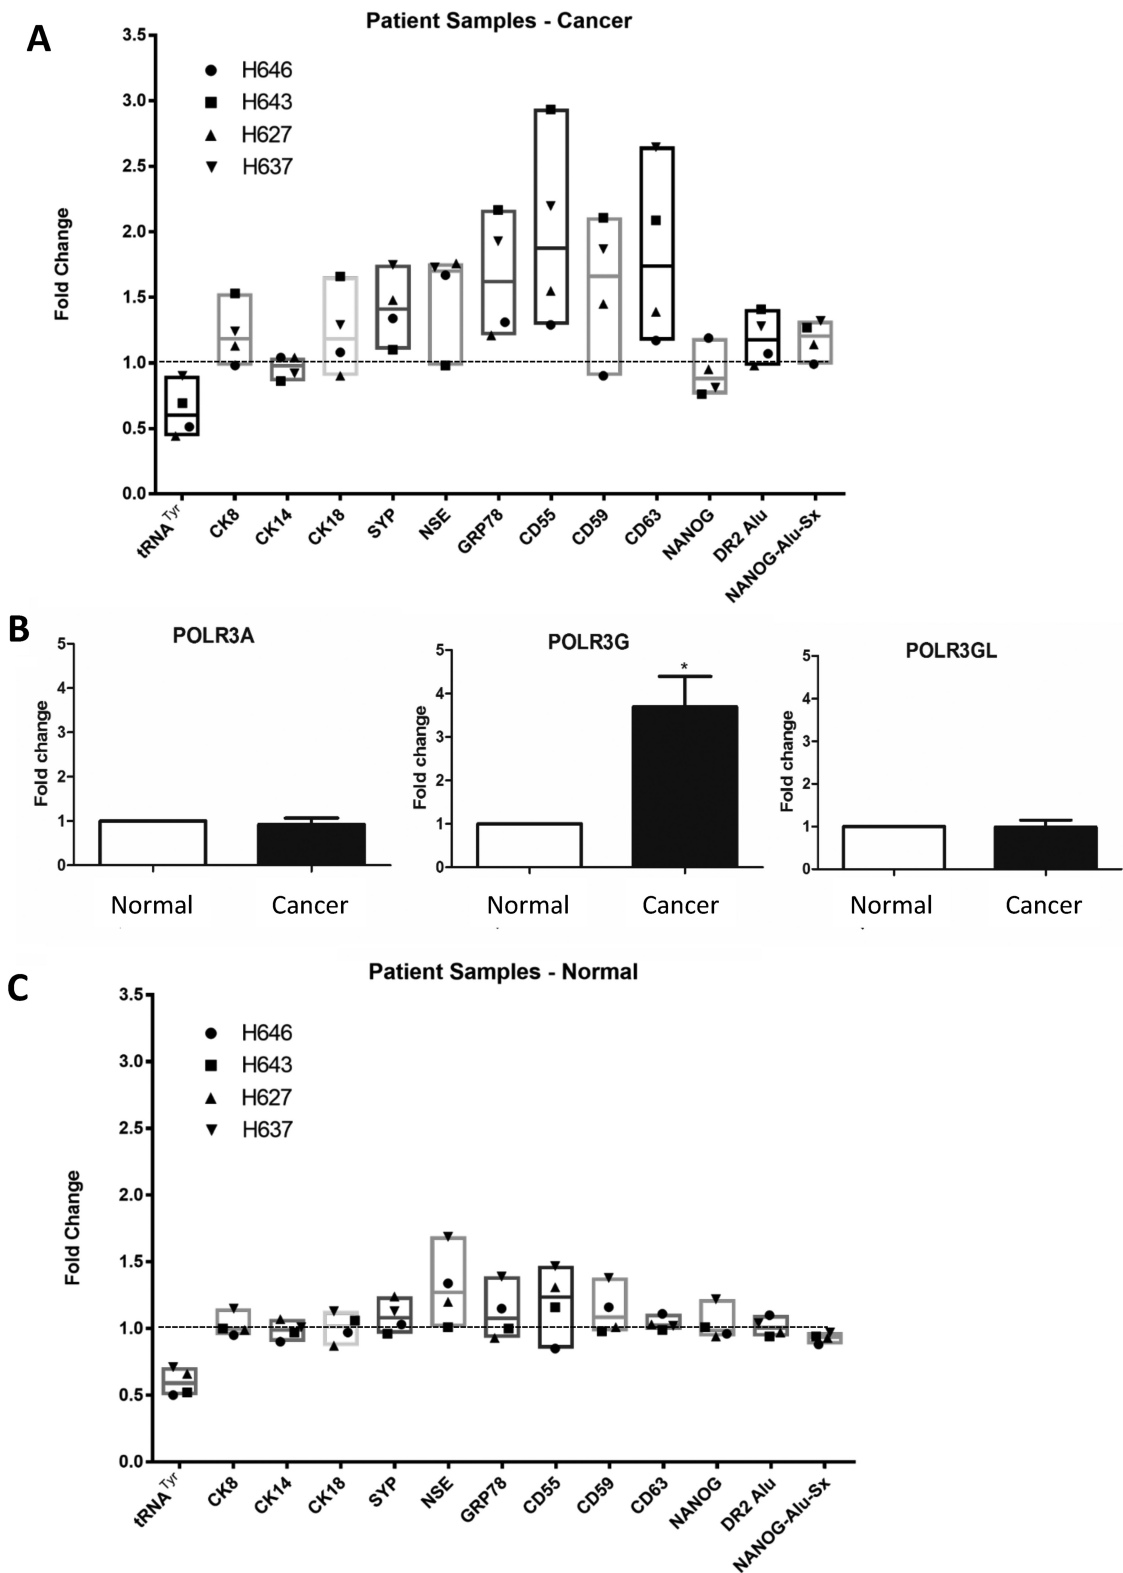 A
Patient Samples - Cancer
3.5
3.0
2.5
2.0
1.5
1.0
0.5
0.0
Fold Change
H646
H643
H627
H637
tRNA Tyr
CK8
CK14
CK18
SYP
NSE
GRP78
CD55
CD59
CD63
NANOG
DR2 Alu
NANOG-Alu-Sx
B
POLR3A
5
4
3
2
1
0
Fold change
Normal
Cancer
POLR3G
5
4
3
2
1
0
Fold change
*
Normal
Cancer
POLR3GL
5
4
3
2
1
0
Fold change
Normal
Cancer
C
Patient Samples - Normal
3.5
3.0
2.5
2.0
1.5
1.0
0.5
0.0
Fold Change
H646
H643
H627
H637
tRNA Tyr
CK8
CK14
CK18
SYP
NSE
GRP78
CD55
CD59
CD63
NANOG
DR2 Alu
NANOG-Alu-Sx